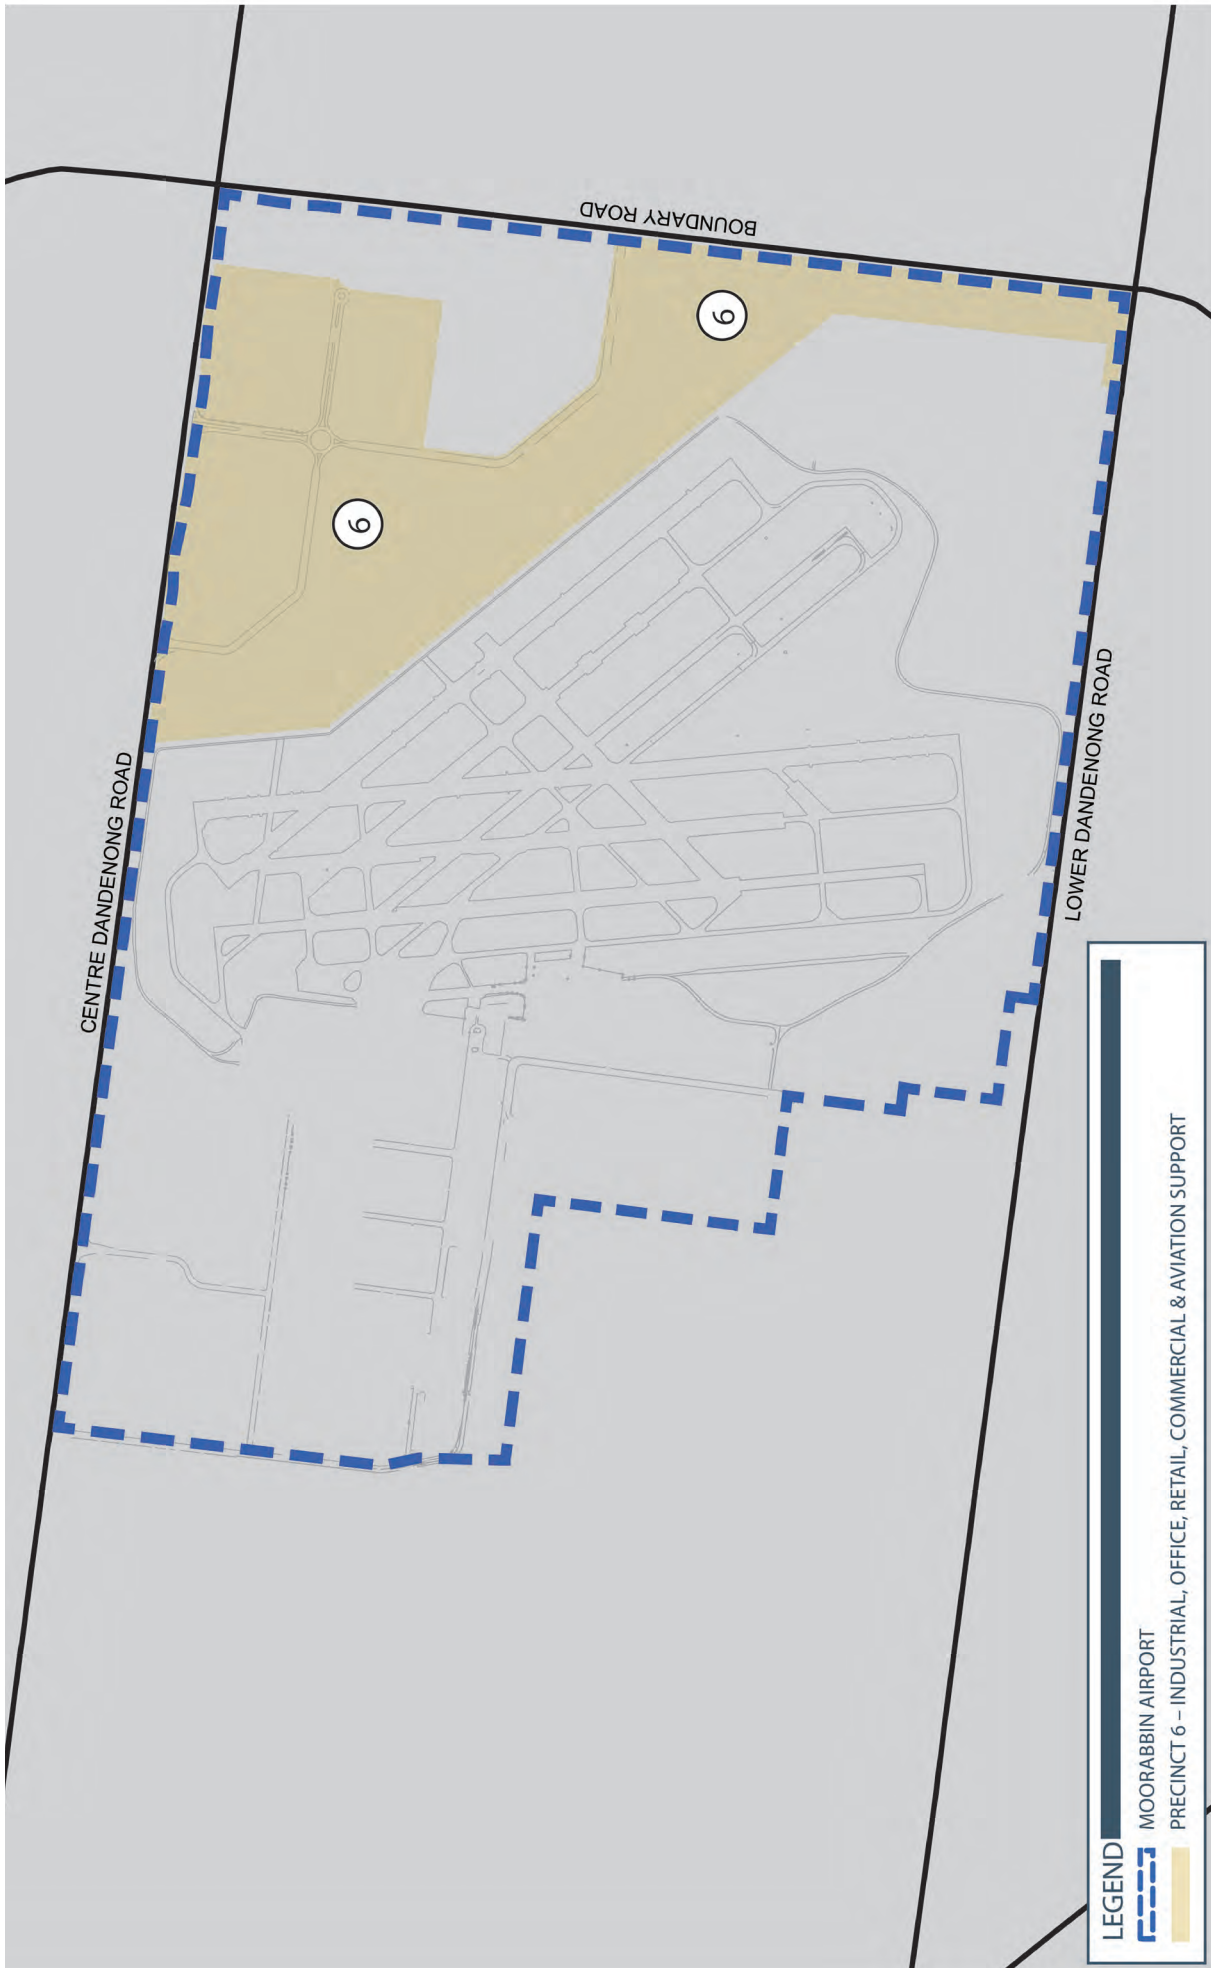 BOUNDARY ROAD
6
6
CENTRE DANDENONG ROAD
LOWER DANDENONG ROAD
LEGEND
MOORABBIN AIRPORT
PRECINCT 6 – INDUSTRIAL, OFFICE, RETAIL, COMMERCIAL & AVIATION SUPPORT